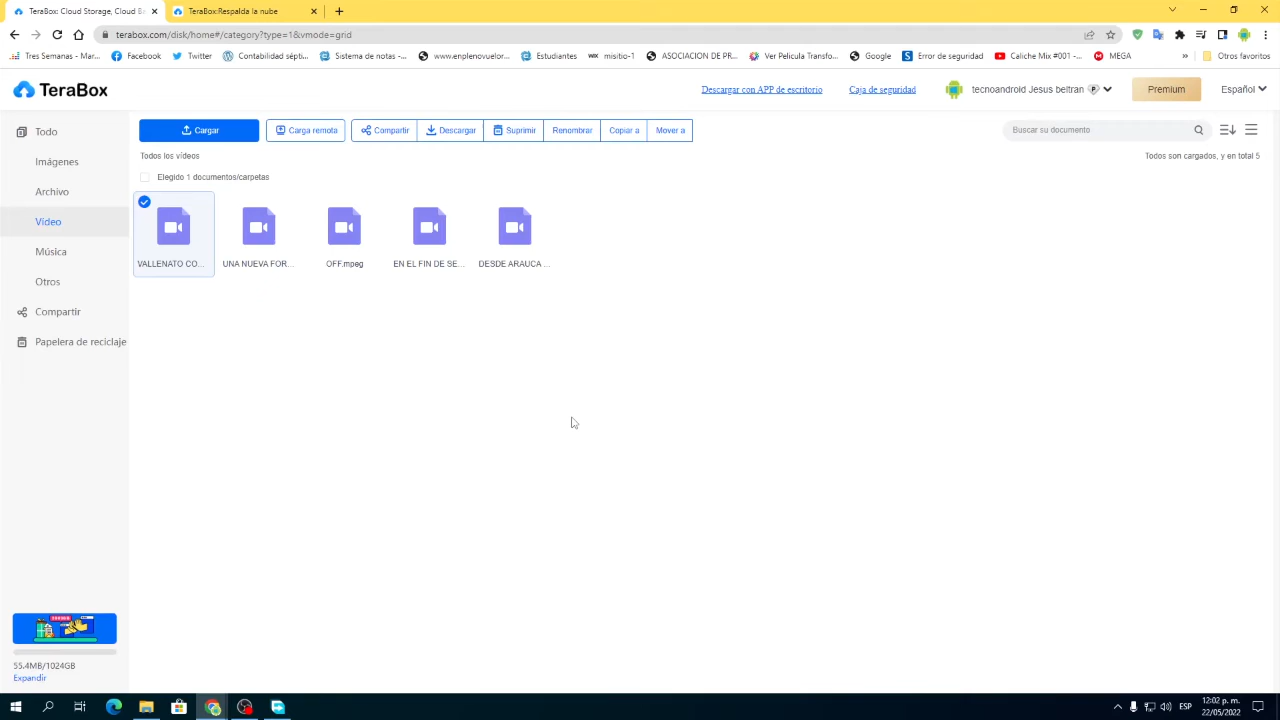 TeraBox: Cloud Storage, Cloud Ba
TeraBox:Respalda la nube
terabox.com/disk/home#/category?type=1&vmode=grid
Tres Semanas - Mar...
Facebook
Twitter
Contabilidad sépti...
Sistema de notas -...
www.enplenovuelor...
Estudiantes
misitio-1
ASOCIACION DE PR...
Ver Película Transfo...
Google
Error de seguridad
Caliche Mix #001 -...
MEGA
Otros favoritos
TeraBox
Descargar con APP de escritorio
Caja de seguridad
tecnoandroid Jesus beltran
Premium
Español
Todo
Imágenes
Archivo
Vídeo
Música
Otros
Compartir
Papelera de reciclaje
Cargar
Carga remota
Compartir
Descargar
Suprimir
Renombrar
Copiar a
Mover a
Buscar su documento
Todos los vídeos
Todos son cargados, y en total 5
Elegido 1 documentos/carpetas
VALLENATO CO...
UNA NUEVA FOR...
OFF.mpeg
EN EL FIN DE SE...
DESDE ARAUCA ...
55.4MB/1024GB
Expandir
ESP
12:02 p. m.
22/05/2022